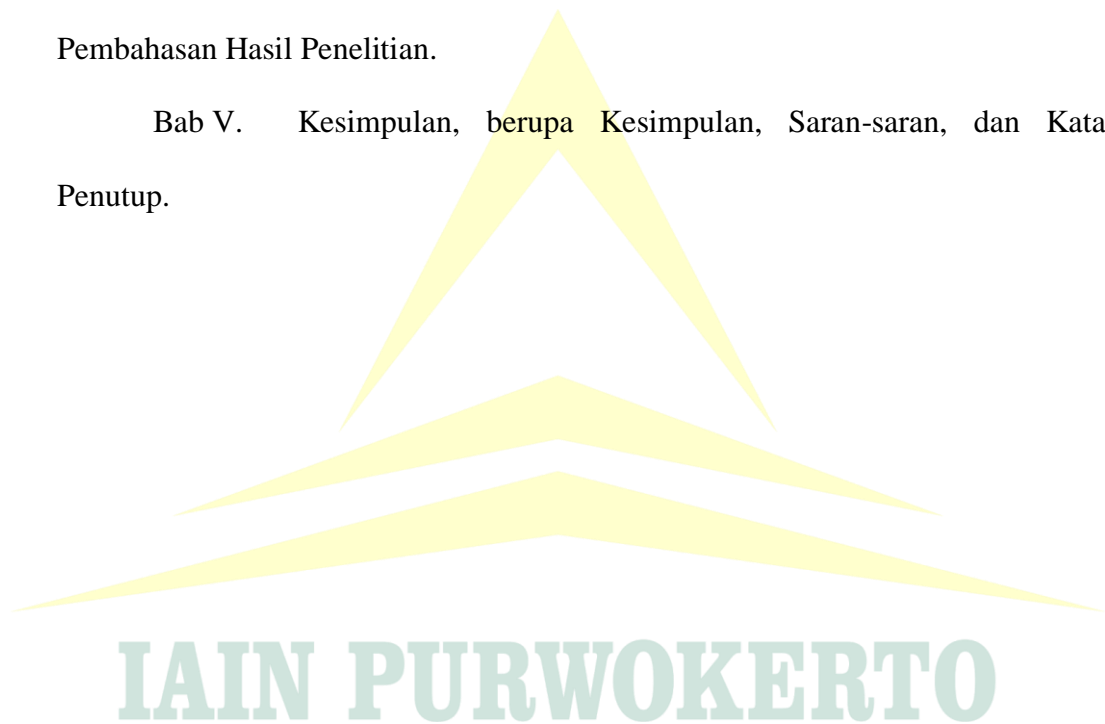 Pembahasan Hasil Penelitian.
Bab V. Kesimpulan, berupa Kesimpulan, Saran-saran, dan Kata
Penutup.
IAIN PURWOKERTO